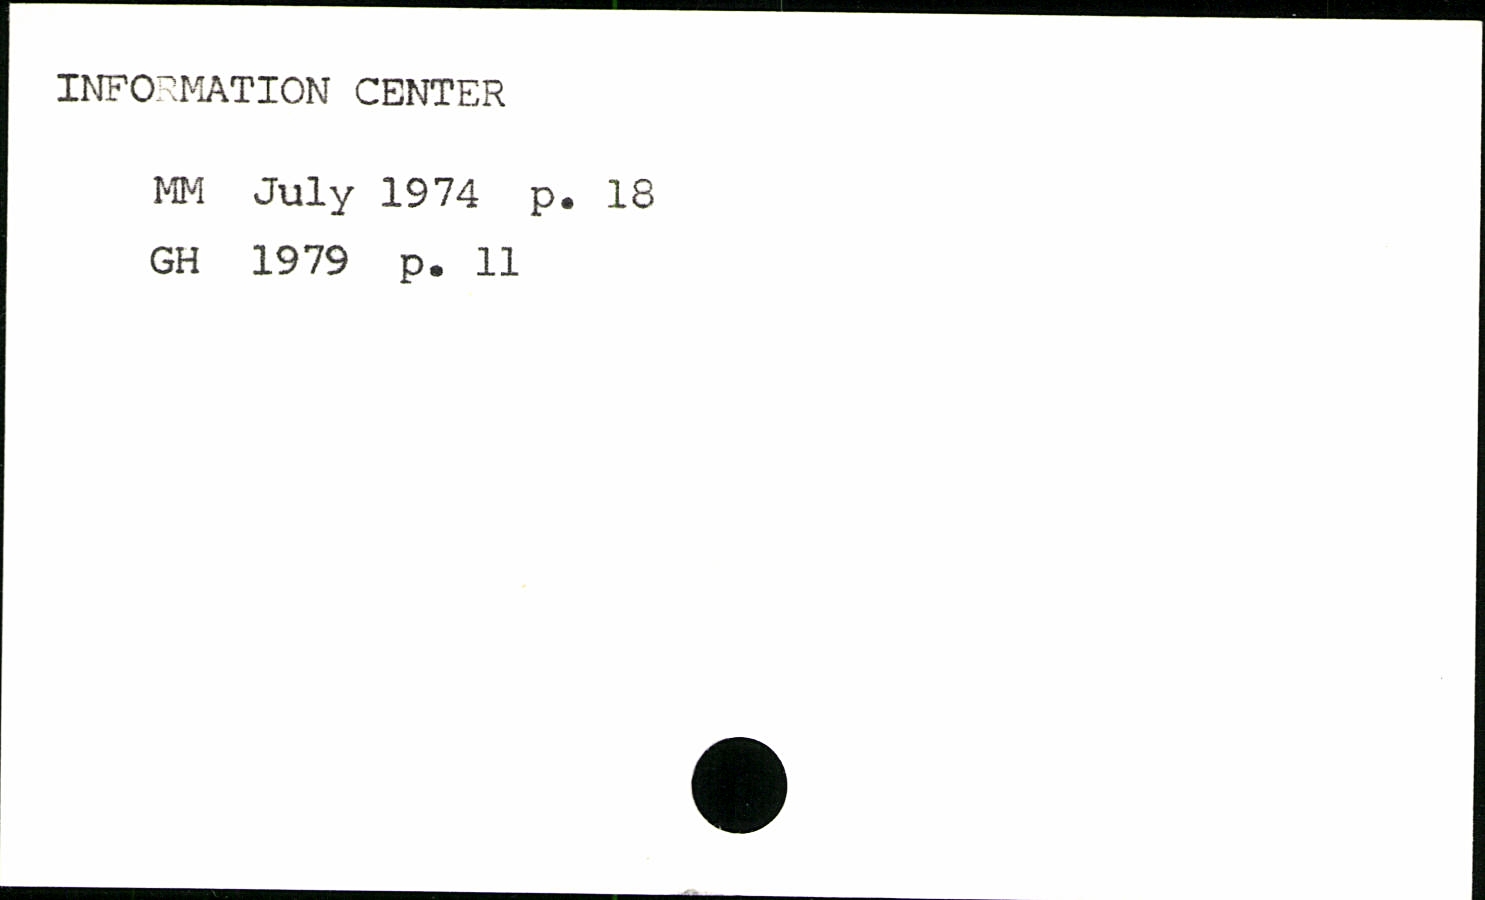 INFORMATION CENTER
MM July 1974 p. 18
GH 1979 p. 11